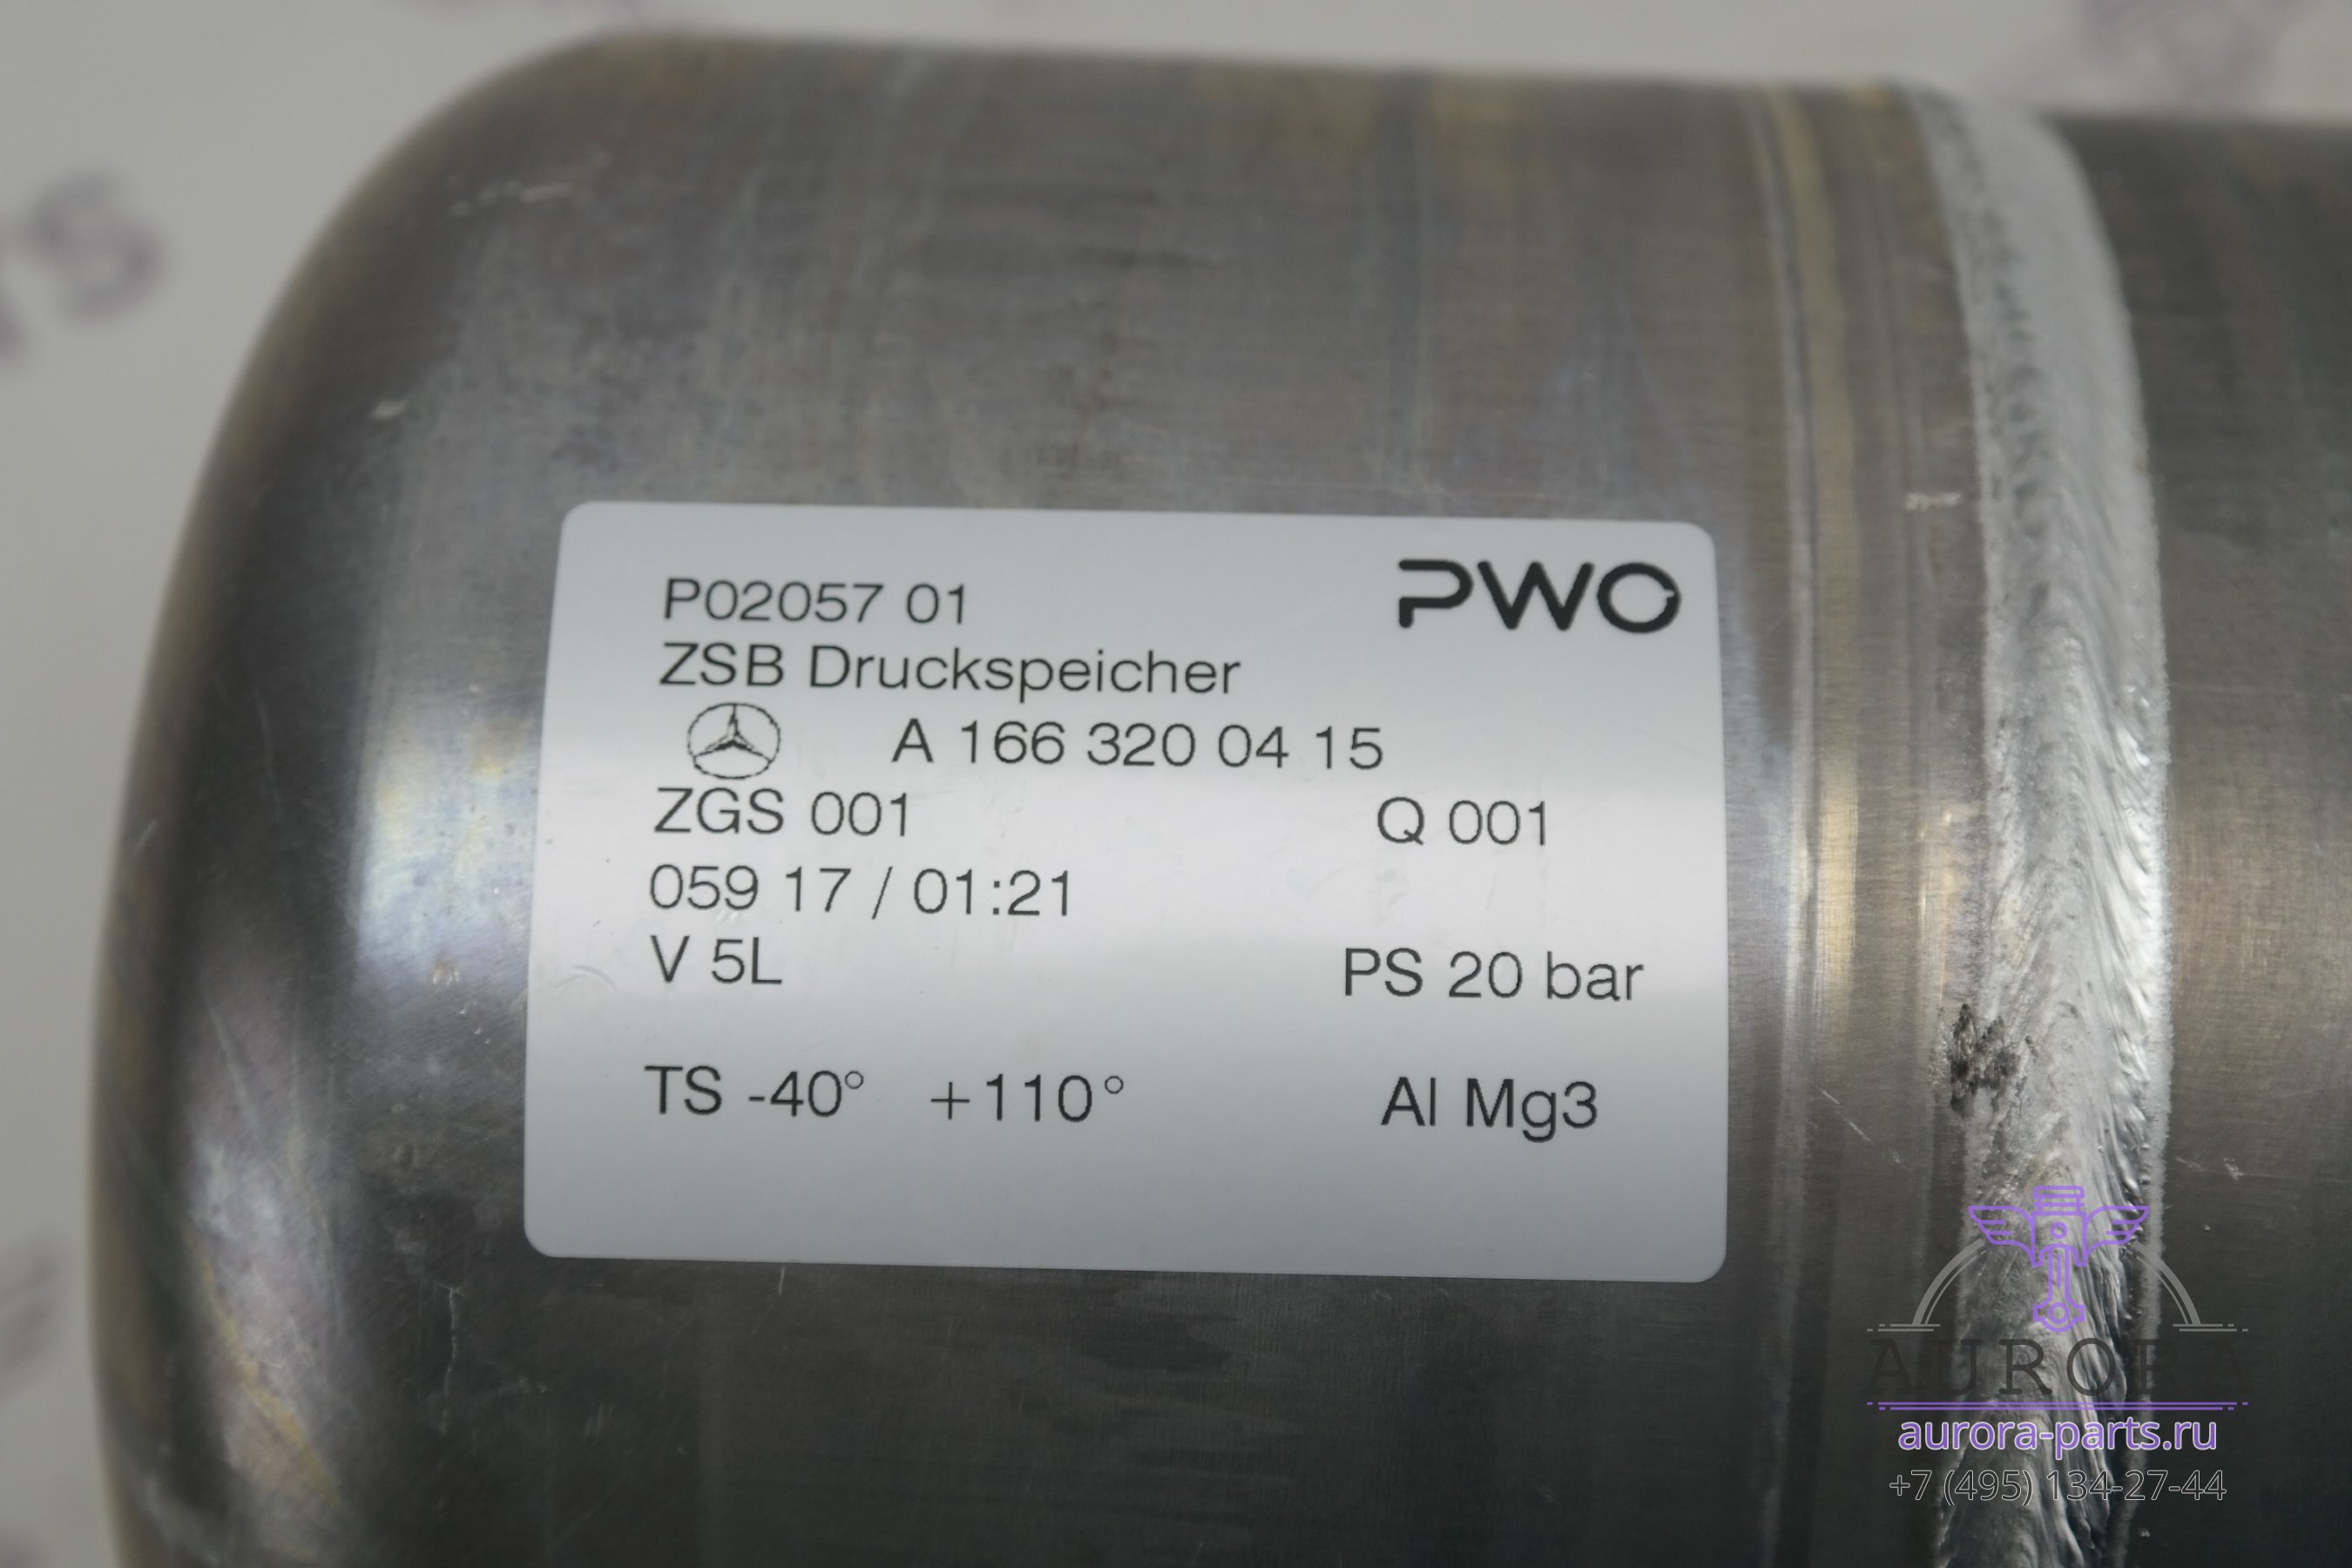 P02057 01
PWO
ZSB Druckspeicher
A 166 320 04 15
ZGS 001 Q 001
059 17 / 01:21
V 5L PS 20 bar
TS -40° +110° Al Mg3
AURORA
aurora-parts.ru
+7 (495) 134-27-44